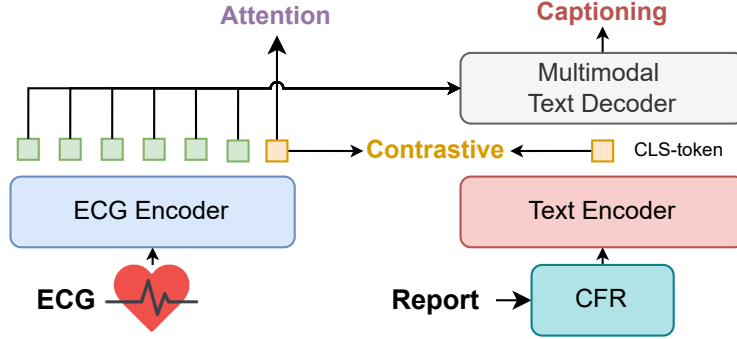 Attention
Captioning
Multimodal
Text Decoder
Contrastive
CLS-token
ECG Encoder
Text Encoder
ECG
Report
CFR